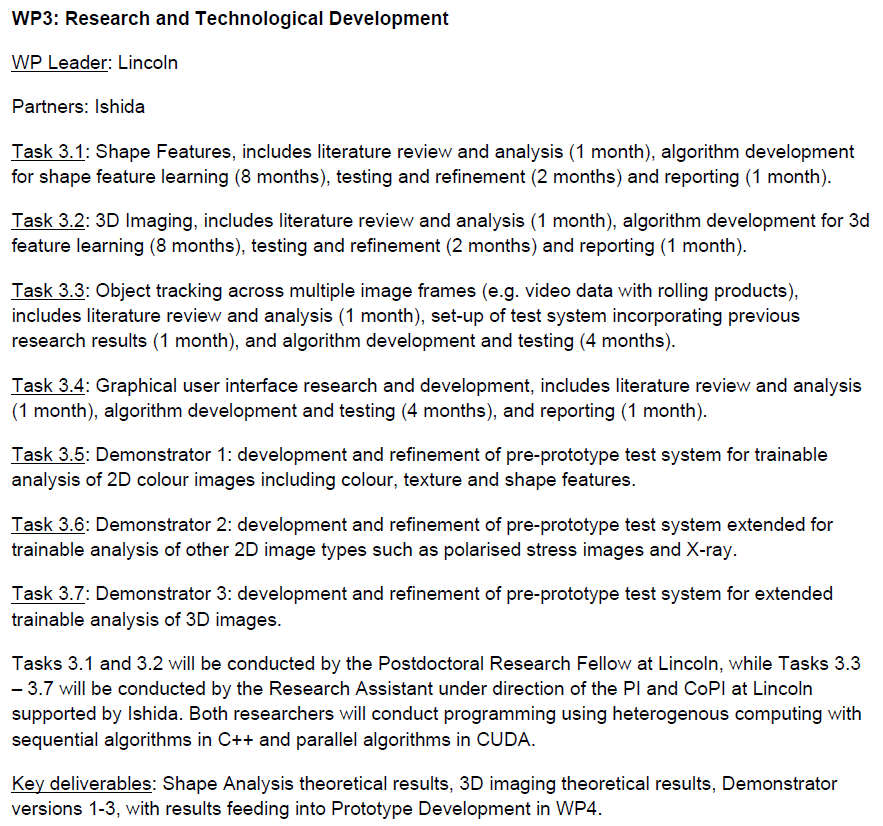 WP3: Research and Technological Development
WP Leader: Lincoln
Partners: Ishida
Task 3.1: Shape Features, includes literature review and analysis (1 month), algorithm development
for shape feature learning (8 months), testing and refinement (2 months) and reporting (1 month).
Task 3.2: 3D Imaging, includes literature review and analysis (1 month), algorithm development for 3d
feature learning (8 months), testing and refinement (2 months) and reporting (1 month).
Task 3.3: Object tracking across multiple image frames (e.g. video data with rolling products),
includes literature review and analysis (1 month), set-up of test system incorporating previous
research results (1 month), and algorithm development and testing (4 months).
Task 3.4: Graphical user interface research and development, includes literature review and analysis
(1 month), algorithm development and testing (4 months), and reporting (1 month).
Task 3.5: Demonstrator 1: development and refinement of pre-prototype test system for trainable
analysis of 2D colour images including colour, texture and shape features.
Task 3.6: Demonstrator 2: development and refinement of pre-prototype test system extended for
trainable analysis of other 2D image types such as polarised stress images and X-ray.
Task 3.7: Demonstrator 3: development and refinement of pre-prototype test system for extended
trainable analysis of 3D images.
Tasks 3.1 and 3.2 will be conducted by the Postdoctoral Research Fellow at Lincoln, while Tasks 3.3
– 3.7 will be conducted by the Research Assistant under direction of the PI and CoPI at Lincoln
supported by Ishida. Both researchers will conduct programming using heterogenous computing with
sequential algorithms in C++ and parallel algorithms in CUDA.
Key deliverables: Shape Analysis theoretical results, 3D imaging theoretical results, Demonstrator
versions 1-3, with results feeding into Prototype Development in WP4.